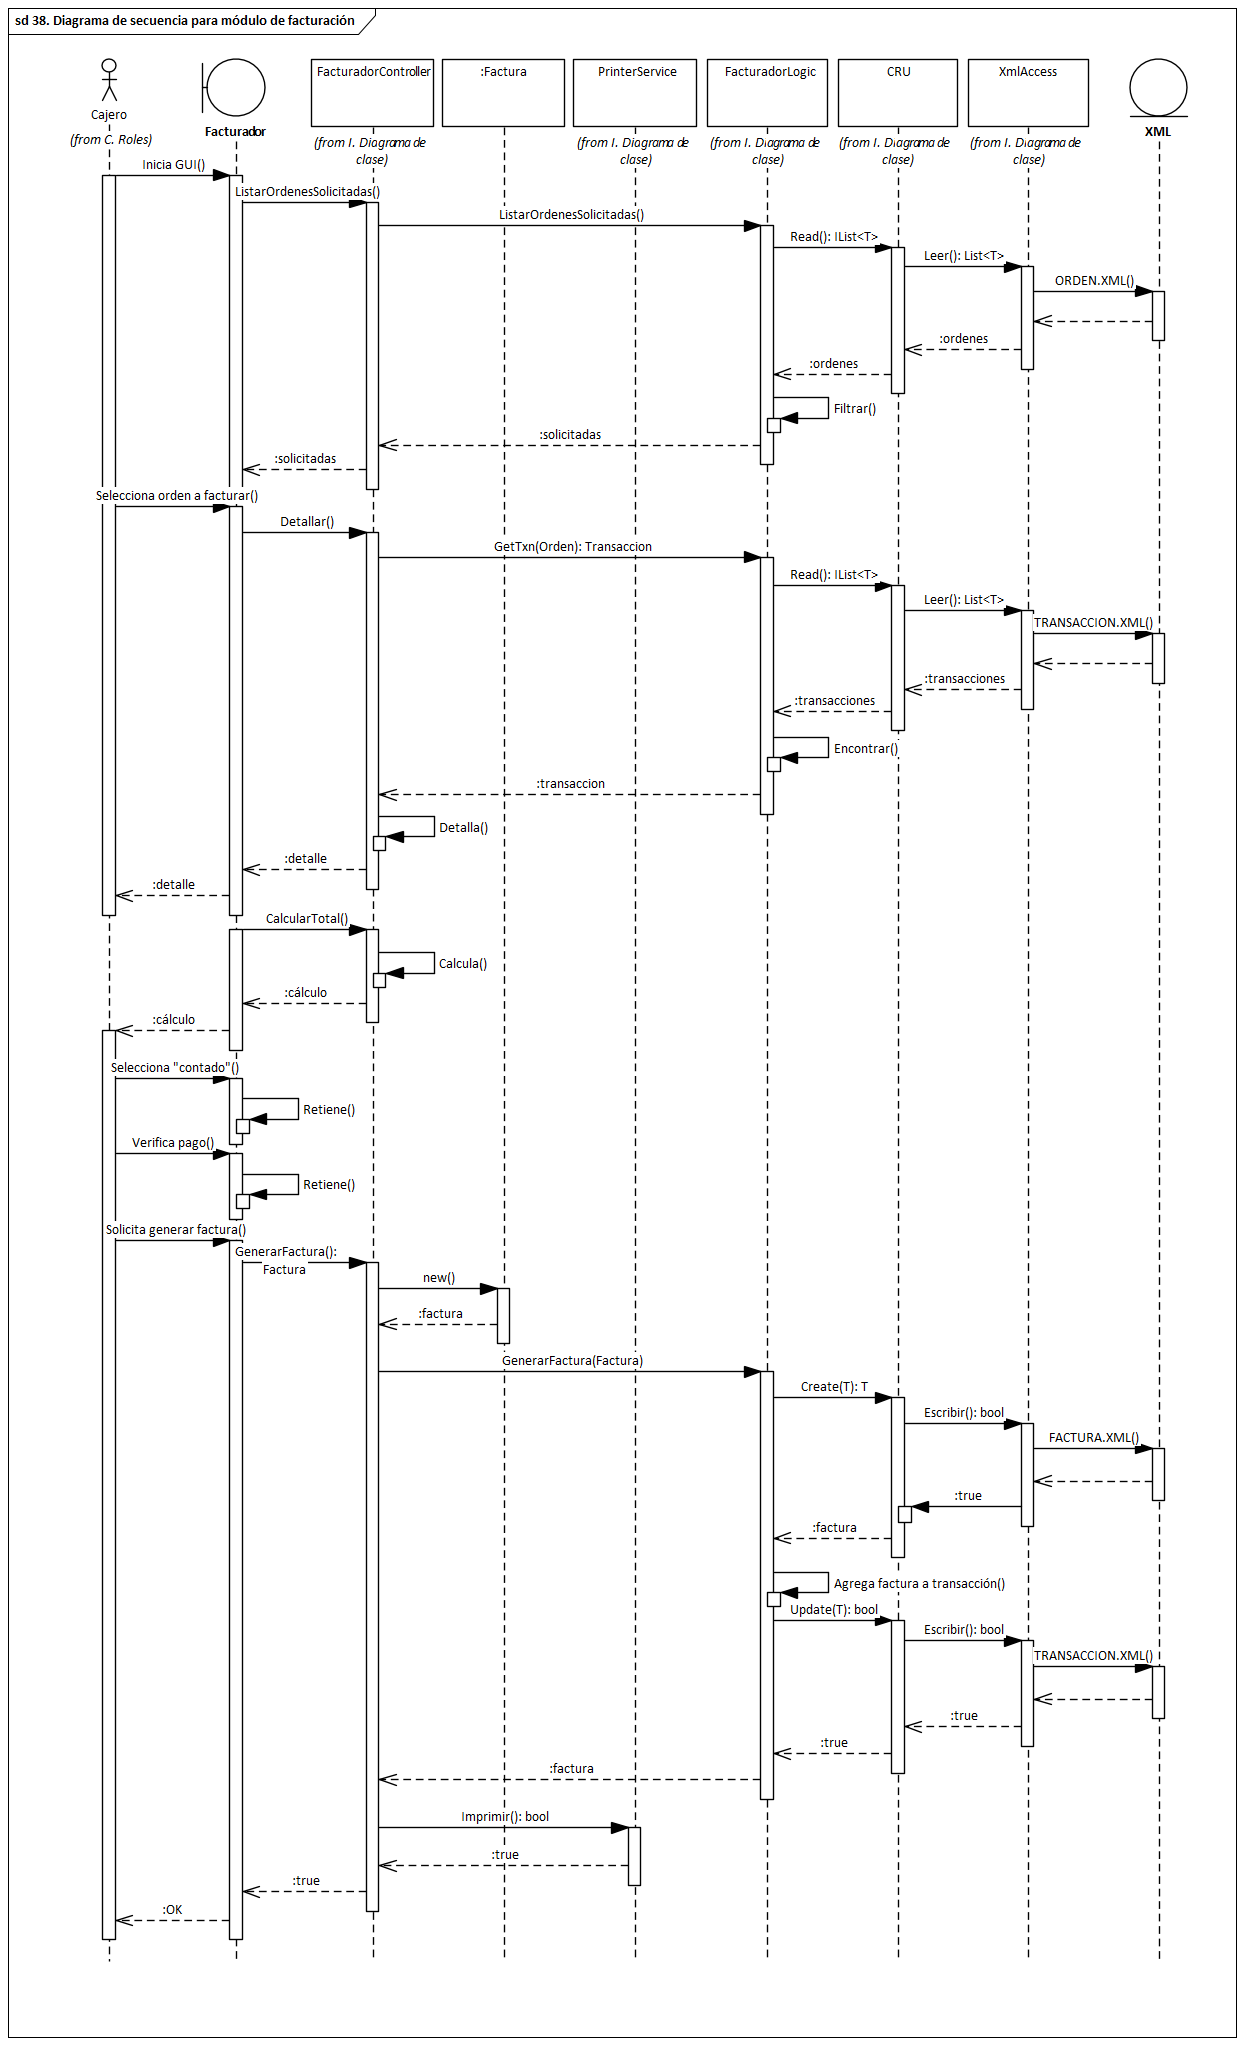 sd 38. Diagrama de secuencia para módulo de facturación
Cajero
(from C. Roles)
Facturador
FacturadorController
(from I. Diagrama de
clase)
:Factura
PrinterService
(from I. Diagrama de
clase)
FacturadorLogic
(from I. Diagrama de
clase)
CRU
(from I. Diagrama de
clase)
XmlAccess
(from I. Diagrama de
clase)
XML
Inicia GUI()
ListarOrdenesSolicitadas()
ListarOrdenesSolicitadas()
Read(): IList<T>
Leer(): List<T>
ORDEN.XML()
:ordenes
:ordenes
Filtrar()
:solicitadas
:solicitadas
Selecciona orden a facturar()
Detallar()
GetTxn(Orden): Transaccion
Read(): IList<T>
Leer(): List<T>
TRANSACCION.XML()
:transacciones
:transacciones
Encontrar()
:transaccion
Detalla()
:detalle
:detalle
CalcularTotal()
Calcula()
:cálculo
:cálculo
Selecciona "contado"()
Retiene()
Verifica pago()
Retiene()
Solicita generar factura()
GenerarFactura():
Factura
new()
:factura
GenerarFactura(Factura)
Create(T): T
Escribir(): bool
FACTURA.XML()
:true
:factura
Agrega factura a transacción()
Update(T): bool
Escribir(): bool
TRANSACCION.XML()
:true
:true
:factura
Imprimir(): bool
:true
:true
:OK